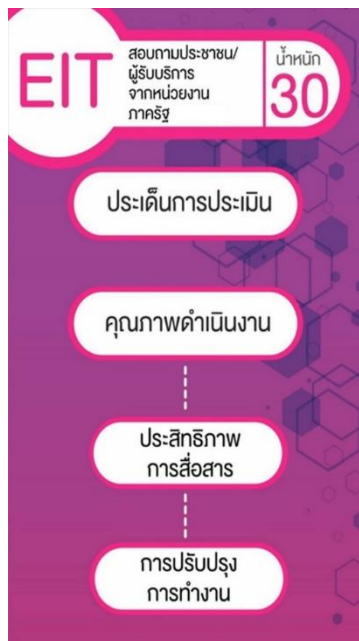 EIT
สอบถามประชาชน/
ผู้รับบริการ
จากหน่วยงาน
ภาครัฐ
น้ำหนัก
30
ประเด็นการประเมิน
คุณภาพดำเนินงาน
ประสิทธิภาพ
การสื่อสาร
การปรับปรุง
การทำงาน